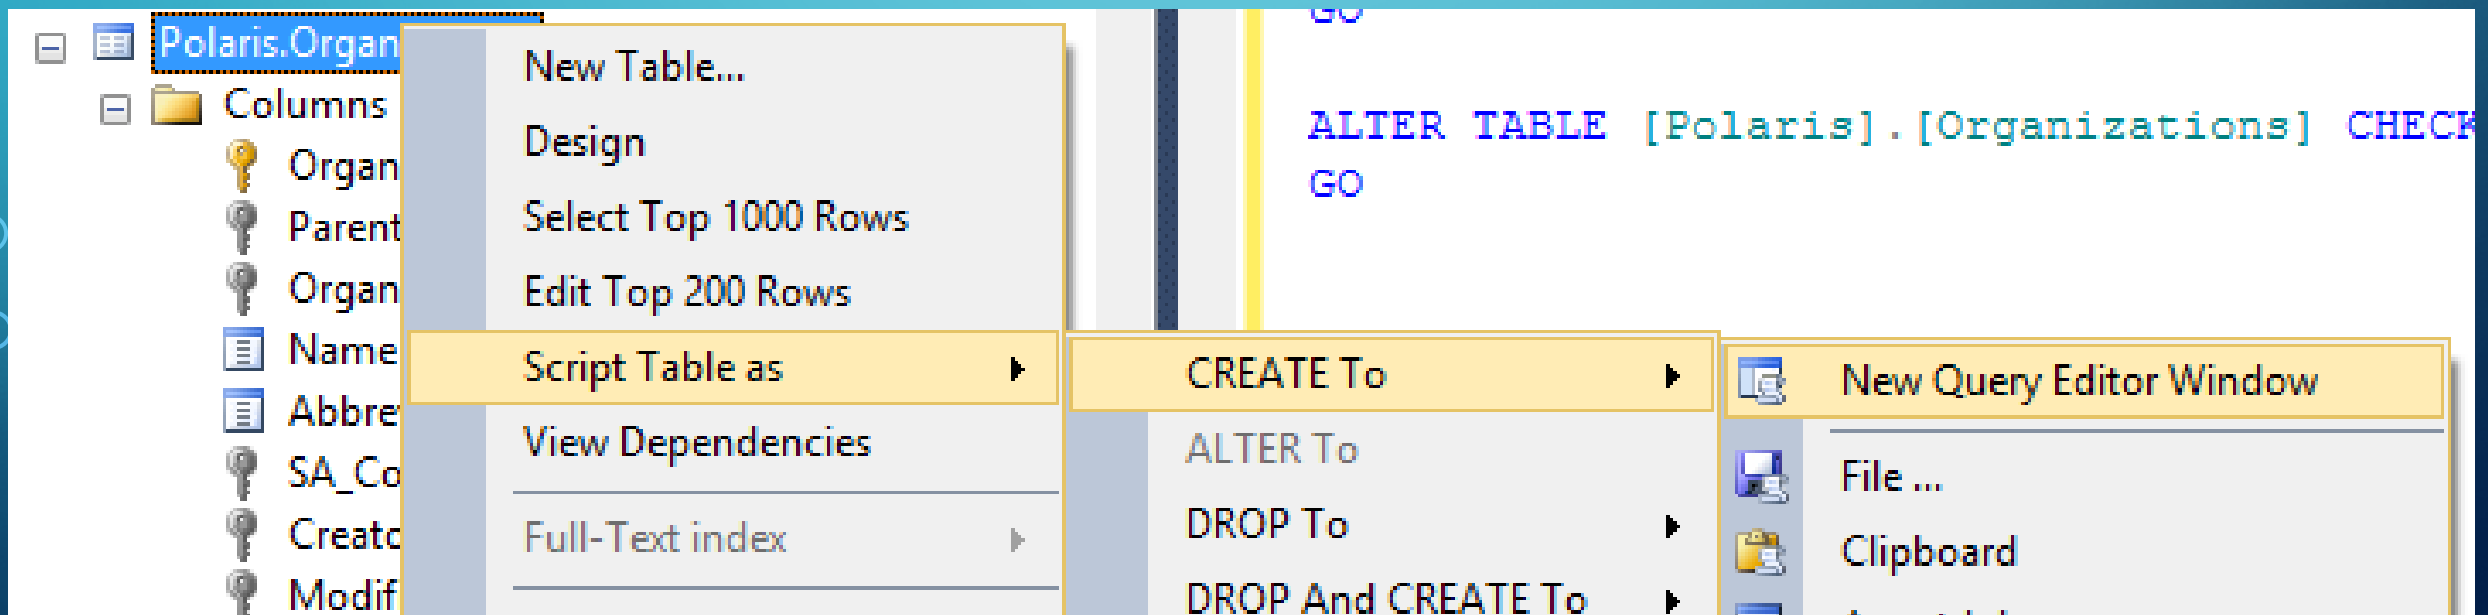 Polaris.Organ
Columns
Organ
Parent
Organ
Name
Abbre
SA_Co
Creato
Modif
New Table...
Design
Select Top 1000 Rows
Edit Top 200 Rows
Script Table as
View Dependencies
Full-Text index
CREATE To
ALTER To
DROP To
DROP And CREATE To
New Query Editor Window
File ...
Clipboard
GO
ALTER TABLE [Polaris].[Organizations] CHECK
GO